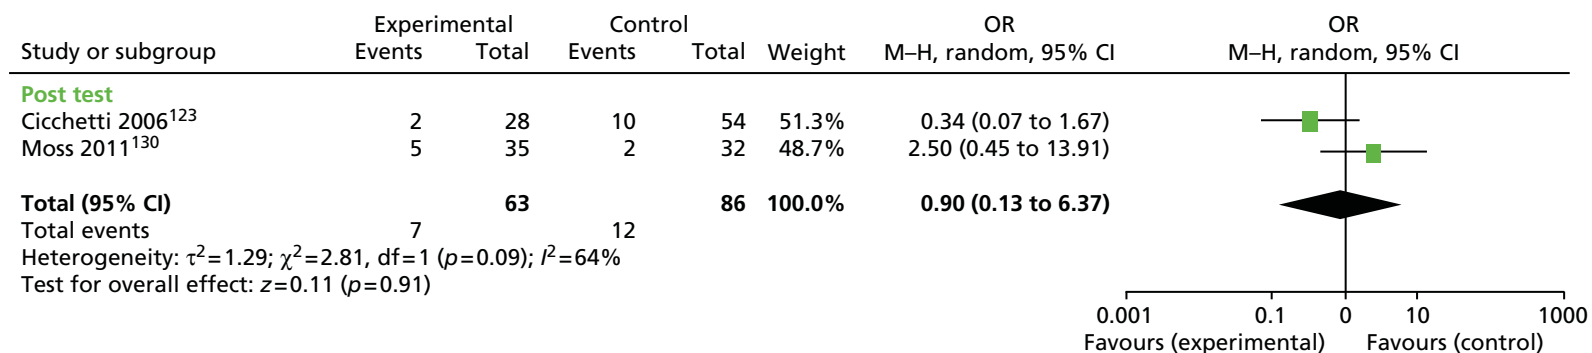 Experimental Control OR OR
Study or subgroup Events Total Events Total Weight M–H, random, 95% CI M–H, random, 95% CI
Post test
Cicchetti 2006123 2 28 10 54 51.3% 0.34 (0.07 to 1.67)
Moss 2011130 5 35 2 32 48.7% 2.50 (0.45 to 13.91)
Total (95% CI) 63 86 100.0% 0.90 (0.13 to 6.37)
Total events 7 12
Heterogeneity: τ2=1.29; χ2=2.81, df=1 (p=0.09); I2=64%
Test for overall effect: z=0.11 (p=0.91)
0.001 0.1 0 10 1000
Favours (experimental) Favours (control)